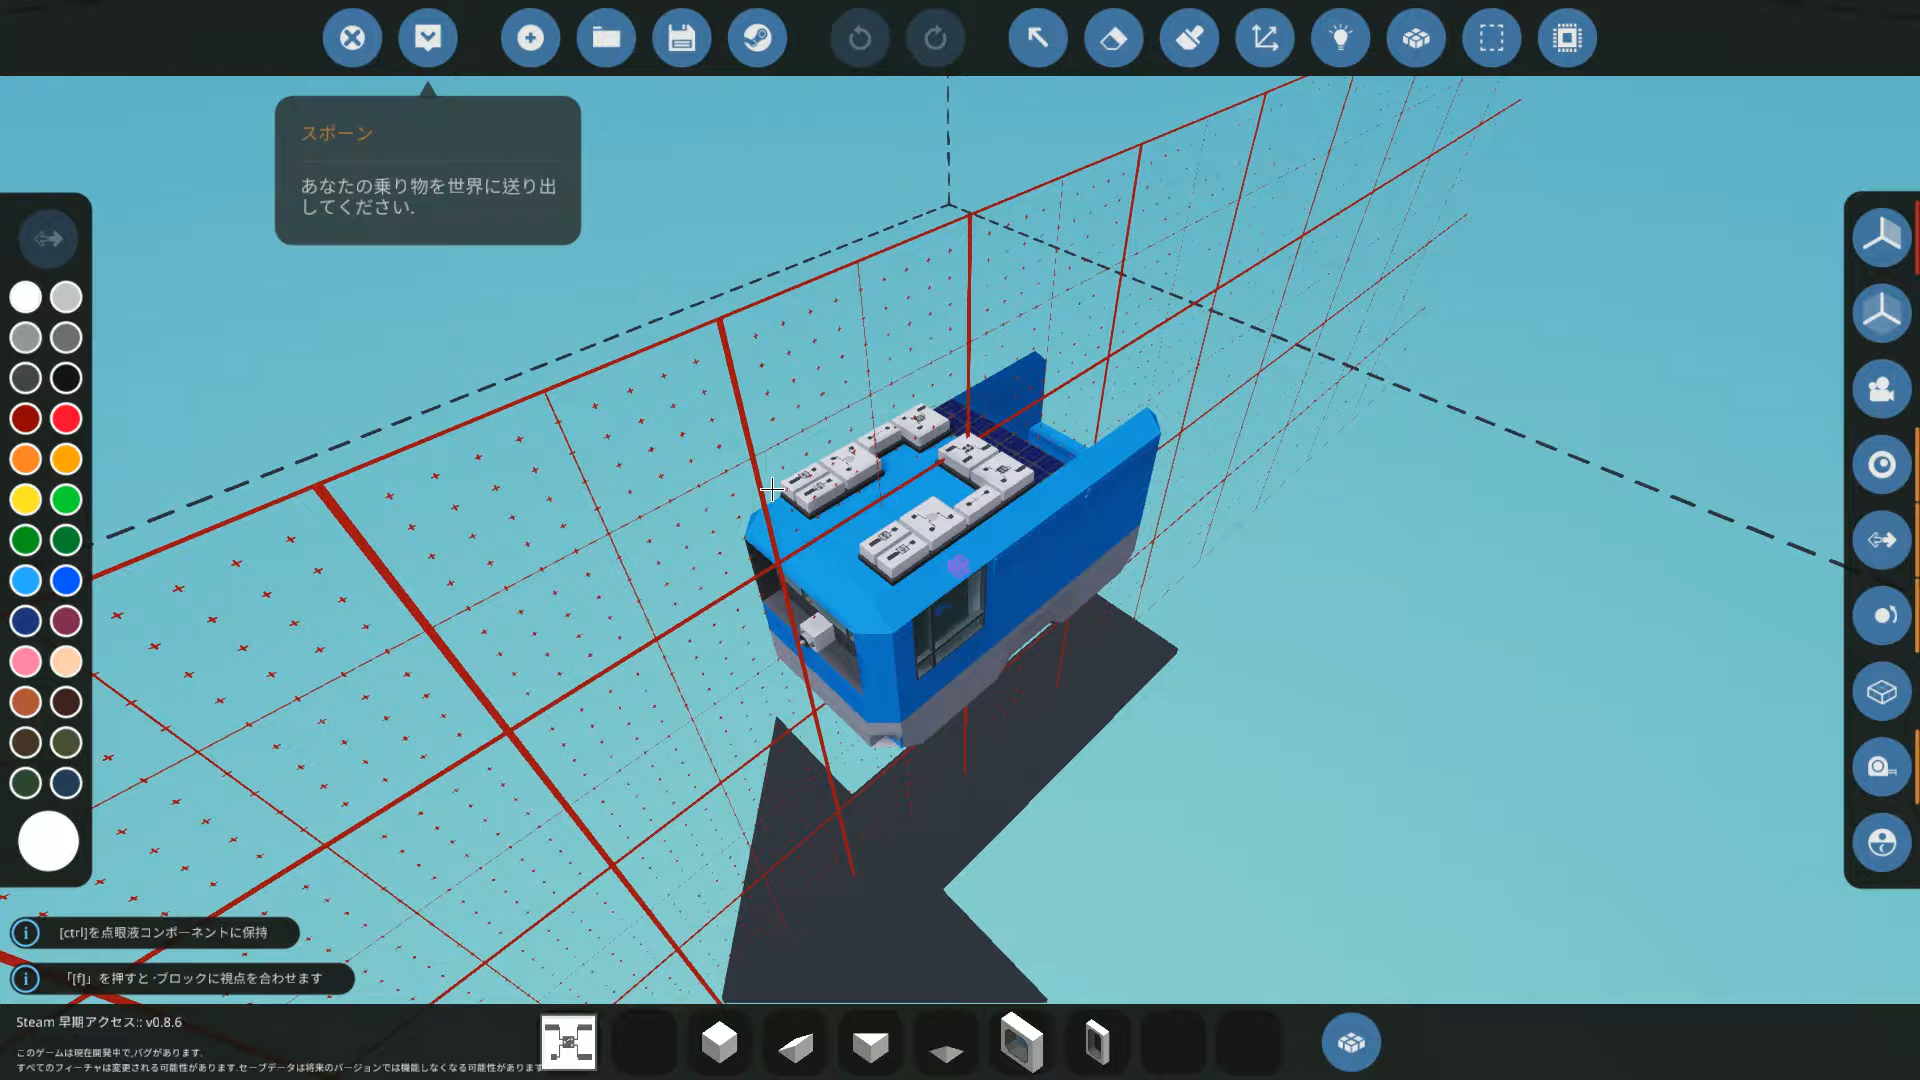 スポーン
あなたの乗り物を世界に送り出
してください.
[ctrl]を点眼液コンポーネントに保持
「[f]」を押すと·ブロックに視点を合わせます
Steam 早期アクセス:: v0.8.6
このゲームは現在開発中で,バグがあります.
すべてのフィーチャは変更される可能性があります.セーブデータは将来のバージョンでは機能しなくなる可能性があります